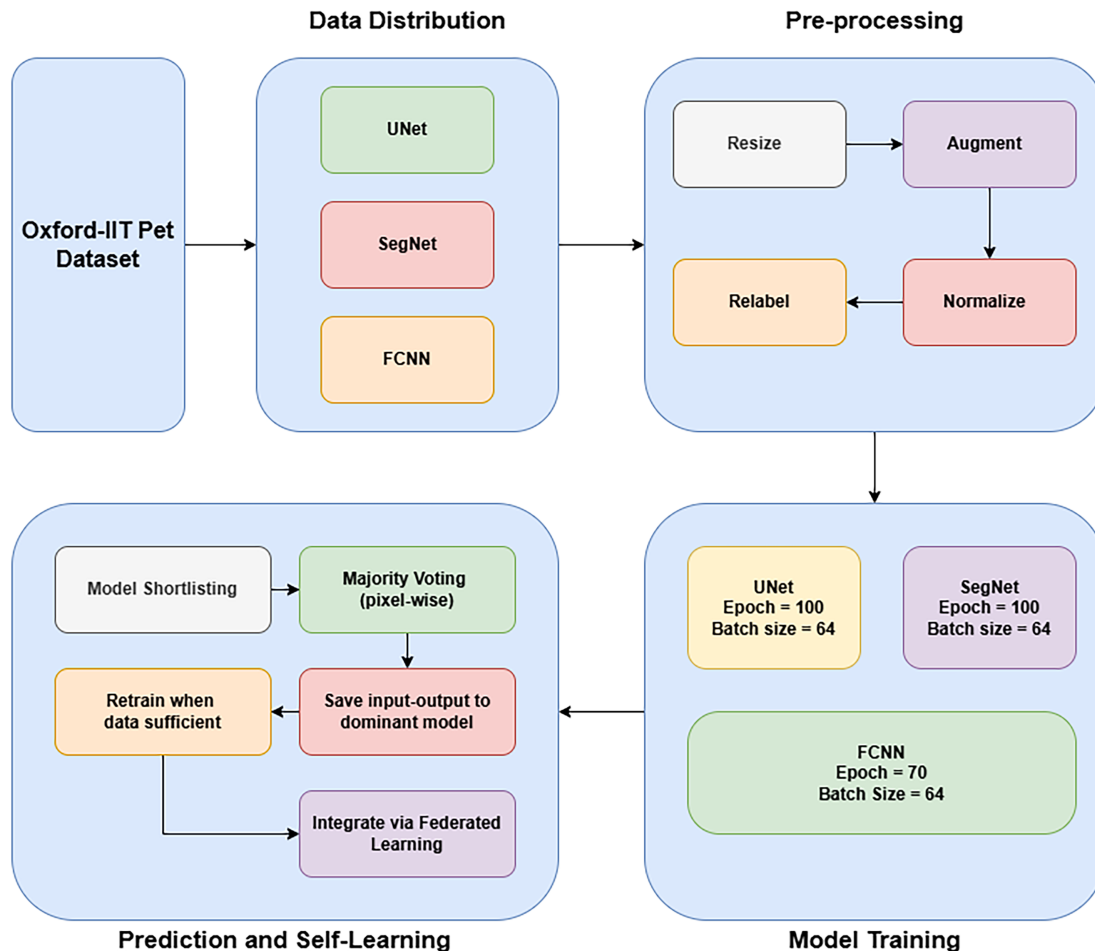 Data Distribution
Pre-processing
Oxford-IIT Pet
Dataset
UNet
SegNet
FCNN
Resize
Augment
Relabel
Normalize
Model Shortlisting
Majority Voting
(pixel-wise)
Retrain when
data sufficient
Save input-output to
dominant model
Integrate via Federated
Learning
UNet
Epoch = 100
Batch size = 64
SegNet
Epoch = 100
Batch size = 64
FCNN
Epoch = 70
Batch Size = 64
Prediction and Self-Learning
Model Training